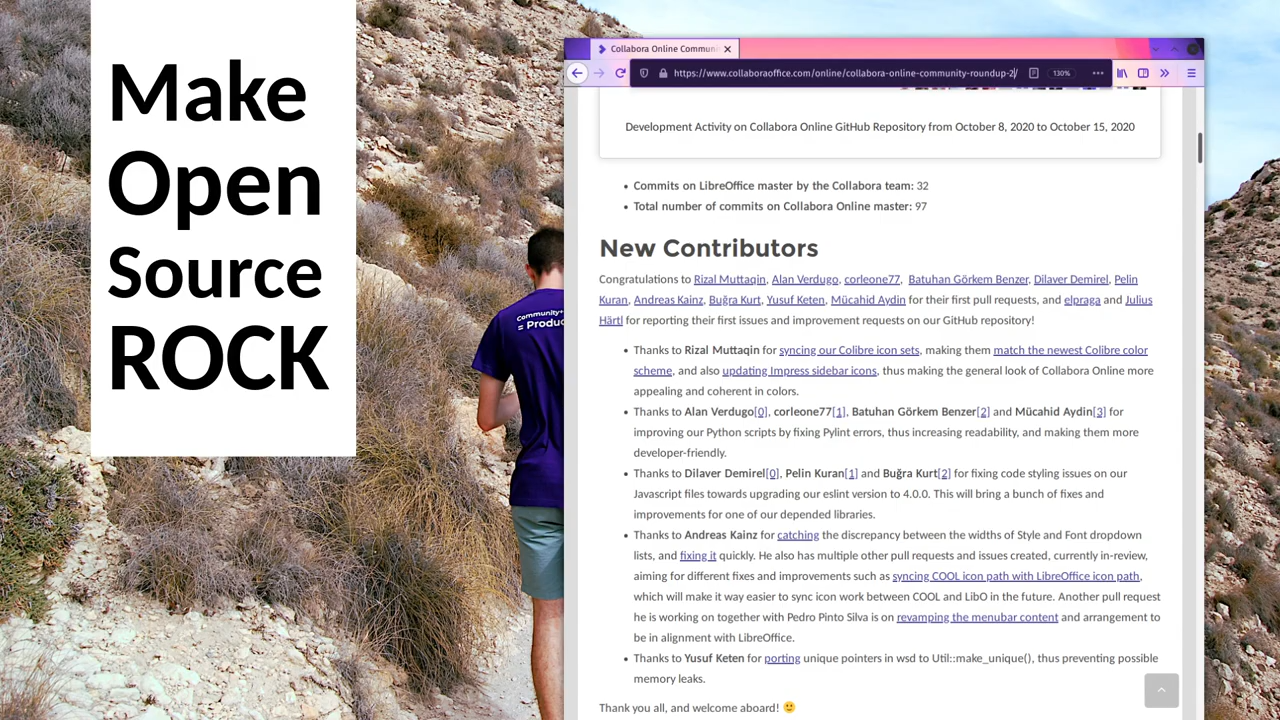 Make
Open
Source
ROCK
Community+
= Produc
Collabora Online Commun
https://www.collaboraoffice.com/online/collabora-online-community-roundup-2/
130%
Development Activity on Collabora Online GitHub Repository from October 8, 2020 to October 15, 2020
• Commits on LibreOffice master by the Collabora team: 32
• Total number of commits on Collabora Online master: 97
New Contributors
Congratulations to Rizal Muttaqin, Alan Verdugo, corleone77, Batuhan Görkem Benzer, Dilaver Demirel, Pelin
Kuran, Andreas Kainz, Buğra Kurt, Yusuf Keten, Mücahid Aydin for their first pull requests, and elpraga and Julius
Härtl for reporting their first issues and improvement requests on our GitHub repository!
• Thanks to Rizal Muttaqin for syncing our Colibre icon sets, making them match the newest Colibre color
scheme, and also updating Impress sidebar icons, thus making the general look of Collabora Online more
appealing and coherent in colors.
• Thanks to Alan Verdugo[0], corleone77[1], Batuhan Görkem Benzer[2] and Mücahid Aydin[3] for
improving our Python scripts by fixing Pylint errors, thus increasing readability, and making them more
developer-friendly.
• Thanks to Dilaver Demirel[0], Pelin Kuran[1] and Buğra Kurt[2] for fixing code styling issues on our
Javascript files towards upgrading our eslint version to 4.0.0. This will bring a bunch of fixes and
improvements for one of our depended libraries.
• Thanks to Andreas Kainz for catching the discrepancy between the widths of Style and Font dropdown
lists, and fixing it quickly. He also has multiple other pull requests and issues created, currently in-review,
aiming for different fixes and improvements such as syncing COOL icon path with LibreOffice icon path,
which will make it way easier to sync icon work between COOL and LibO in the future. Another pull request
he is working on together with Pedro Pinto Silva is on revamping the menubar content and arrangement to
be in alignment with LibreOffice.
• Thanks to Yusuf Keten for porting unique pointers in wsd to Util::make_unique(), thus preventing possible
memory leaks.
Thank you all, and welcome aboard! 🙂